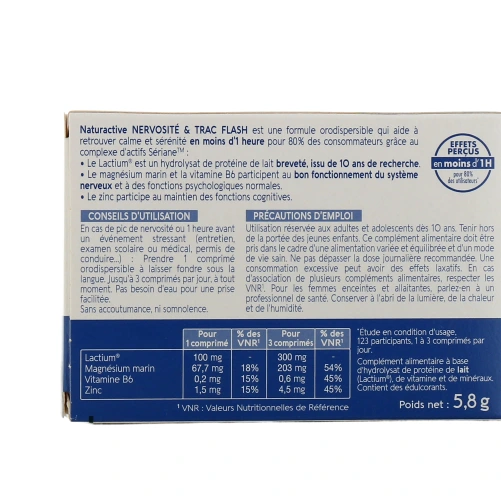 Naturactive NERVOSITÉ & TRAC FLASH est une formule orodispersible qui aide à
retrouver calme et sérénité en moins d'1 heure pour 80% des consommateurs grâce au
complexe d'actifs Sériane™ :
• Le Lactium® est un hydrolysat de protéine de lait breveté, issu de 10 ans de recherche.
• Le magnésium marin et la vitamine B6 participent au bon fonctionnement du système
nerveux et à des fonctions psychologiques normales.
• Le zinc participe au maintien des fonctions cognitives.
EFFETS
PERÇUS
en moins d'1H
pour 80%
des utilisateurs
CONSEILS D'UTILISATION
En cas de pic de nervosité ou 1 heure avant
un événement stressant (entretien,
examen scolaire ou médical, permis de
conduire...) : Prendre 1 comprimé
orodispersible à laisser fondre sous la
langue. Jusqu'à 3 comprimés par jour, à tout
moment. Pas besoin d'eau pour une prise
facilitée.
Sans accoutumance, ni somnolence.
PRÉCAUTIONS D'EMPLOI
Utilisation réservée aux adultes et adolescents dès 10 ans. Tenir hors
de la portée des jeunes enfants. Ce complément alimentaire doit être
pris dans le cadre d'une alimentation variée et équilibrée et d'un mode
de vie sain. Ne pas dépasser la dose journalière recommandée. Une
consommation excessive peut avoir des effets laxatifs. En cas
d'association de plusieurs compléments alimentaires, respecter les
VNR¹. Pour les femmes enceintes et allaitantes, parlez-en à un
professionnel de santé. Conserver à l'abri de la lumière, de la chaleur
et de l'humidité.
Pour 1 comprimé % des VNR¹ Pour 3 comprimés % des VNR¹
Lactium® 100 mg - 300 mg -
Magnésium marin 67,7 mg 18% 203 mg 54%
Vitamine B6 0,2 mg 15% 0,6 mg 45%
Zinc 1,5 mg 15% 4,5 mg 45%
¹ VNR : Valeurs Nutritionnelles de Référence
*Étude en condition d'usage,
123 participants, 1 à 3 comprimés par
jour.
Complément alimentaire à base
d'hydrolysat de protéines de lait
(Lactium®), de vitamine et de minéraux.
Contient des édulcorants.
Poids net : 5,8 g